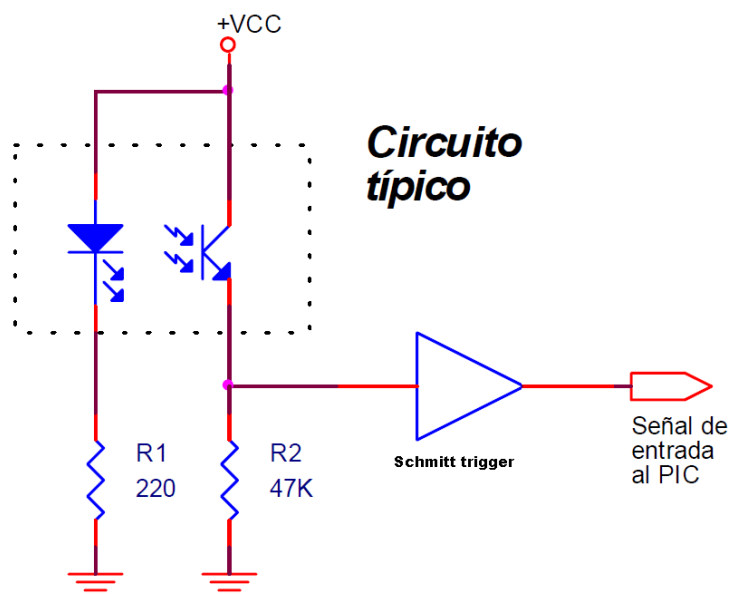 +VCC
Circuito
típico
R1
220
R2
47K
Schmitt trigger
Señal de
entrada
al PIC